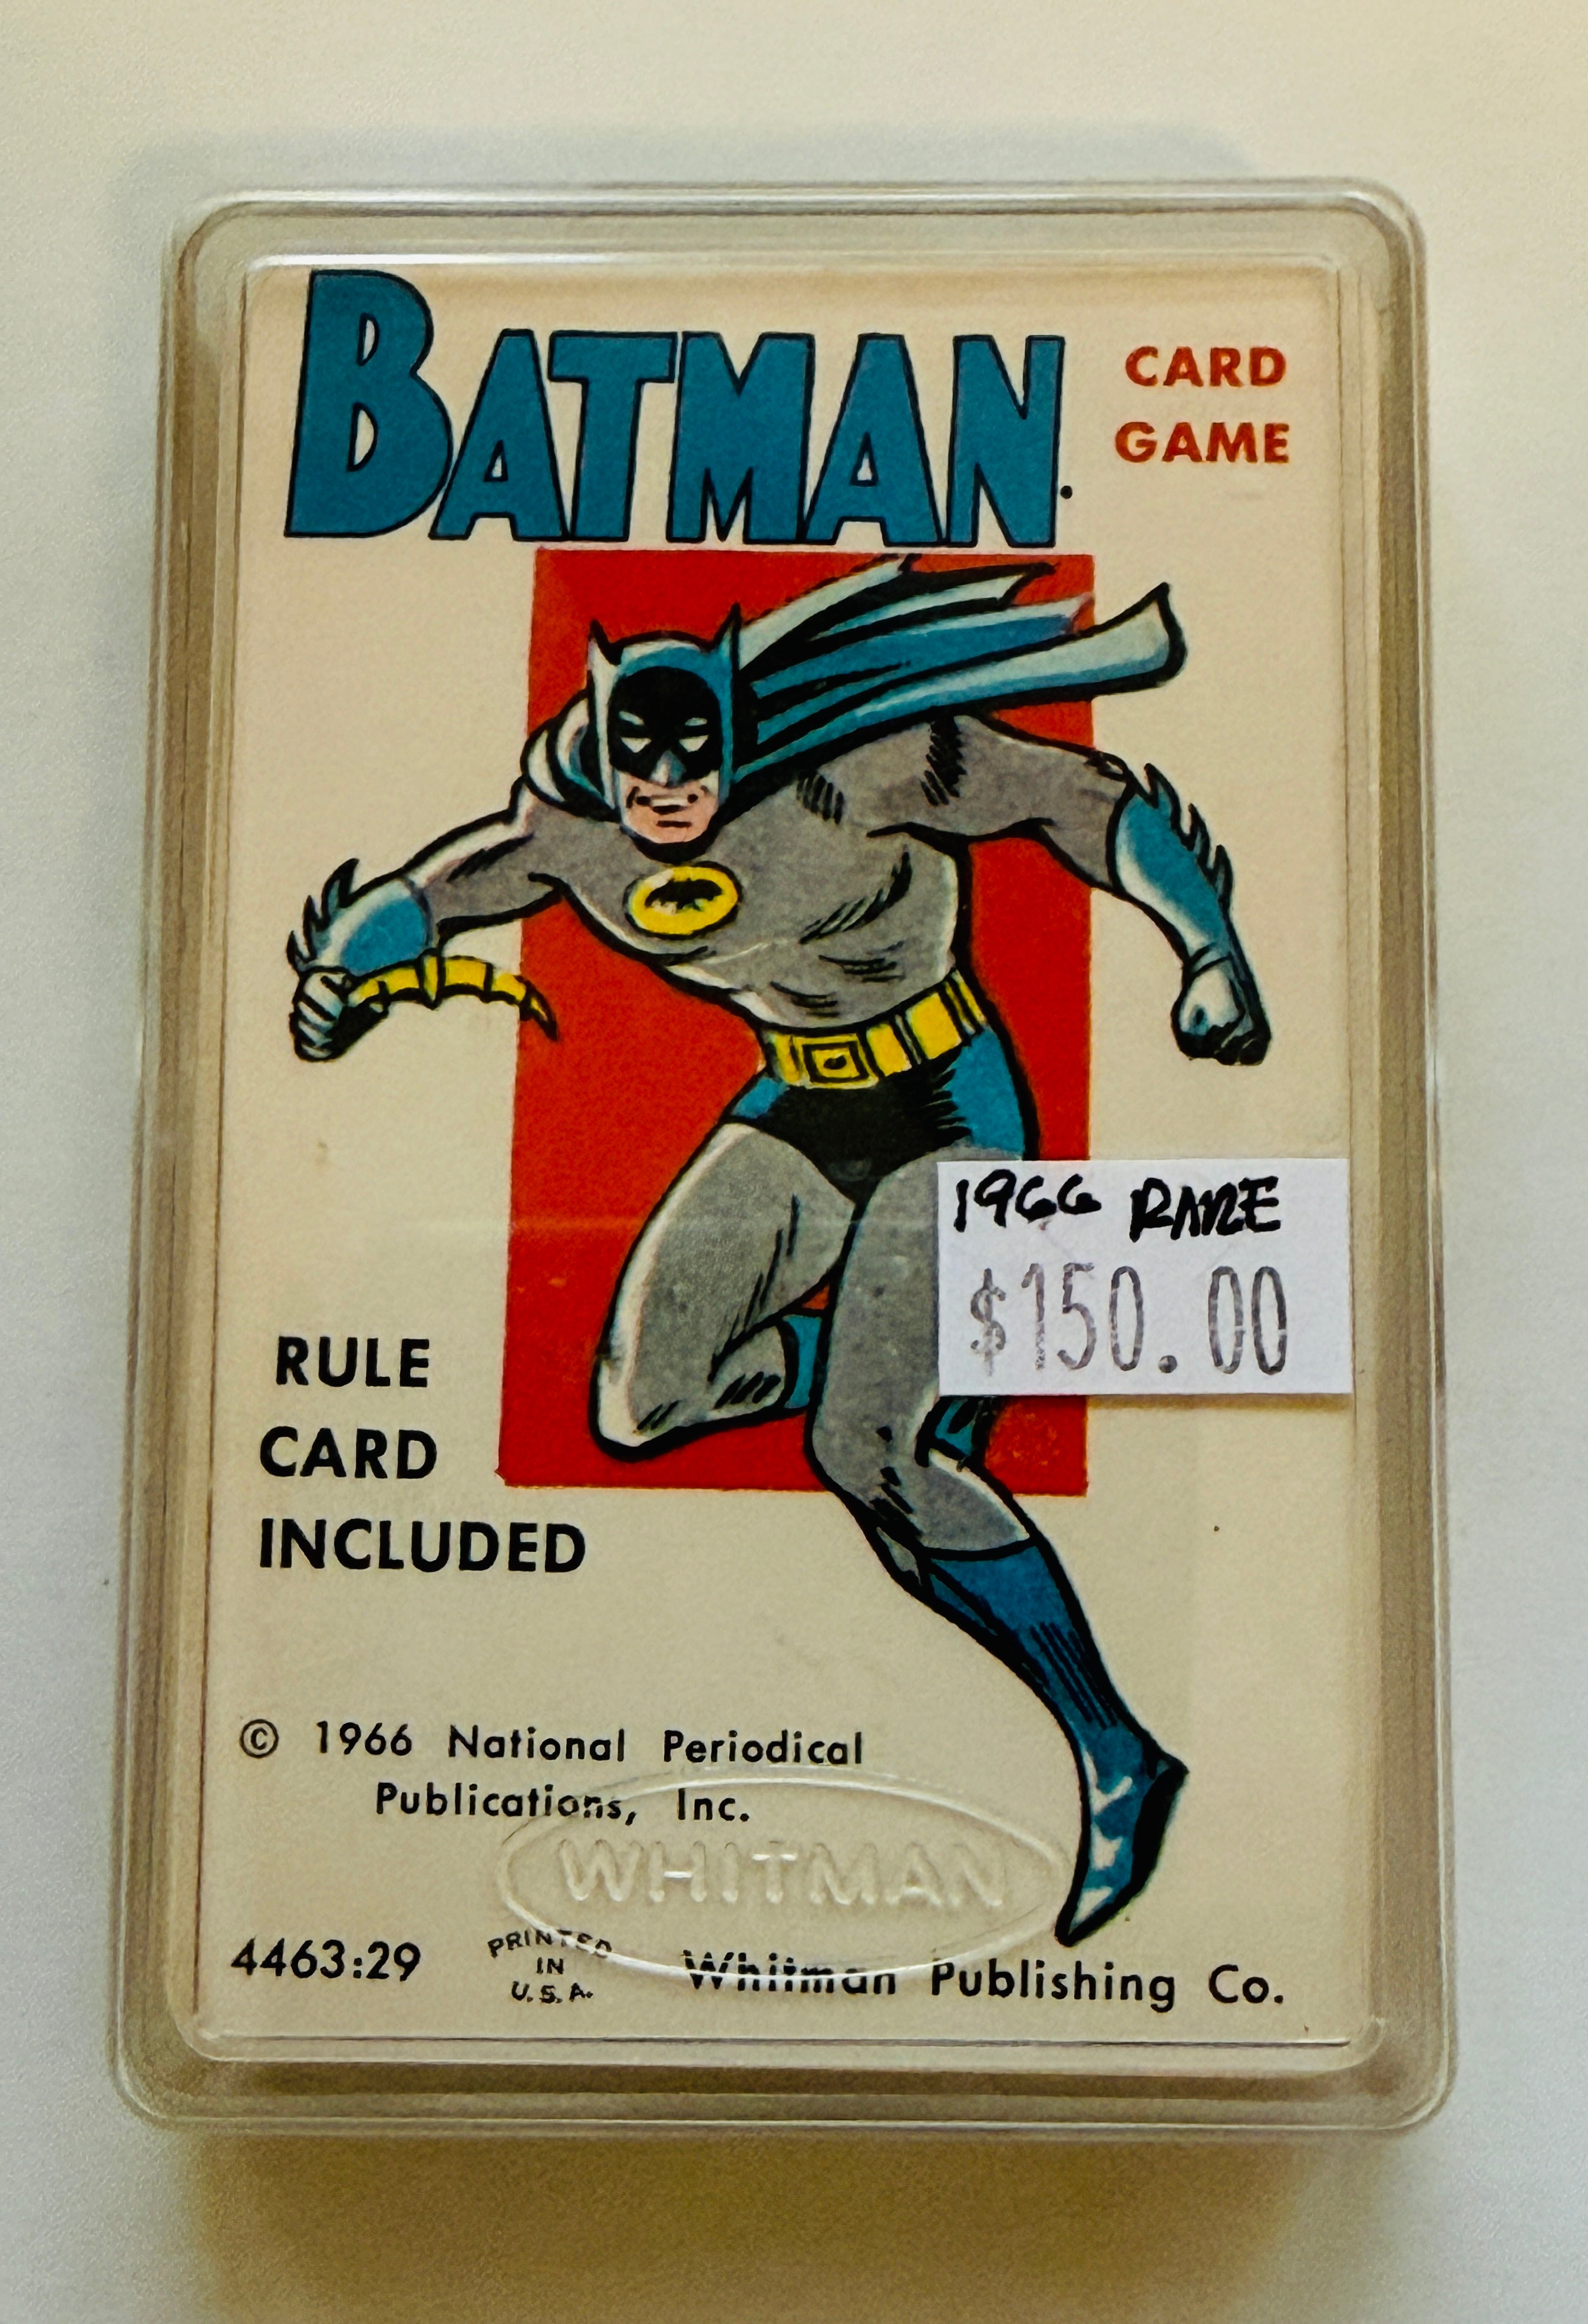 BATMAN.
CARD
GAME
1966 RARE
$150.00
RULE
CARD
INCLUDED
© 1966 National Periodical
Publications, Inc.
WHITMAN
4463:29
PRINTED
IN
U.S.A.
Whitman Publishing Co.